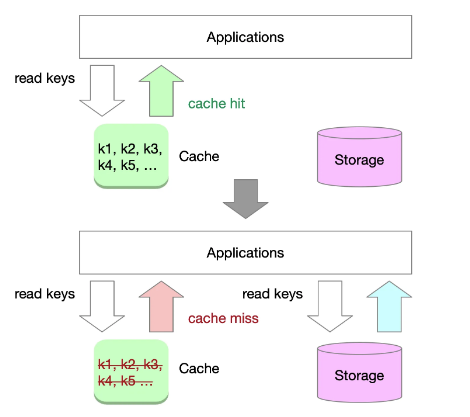 Applications
read keys
cache hit
k1, k2, k3,
k4, k5, ...
Cache
Storage
Applications
read keys
cache miss
read keys
k1, k2, k3,
k4, k5 ...
Cache
Storage